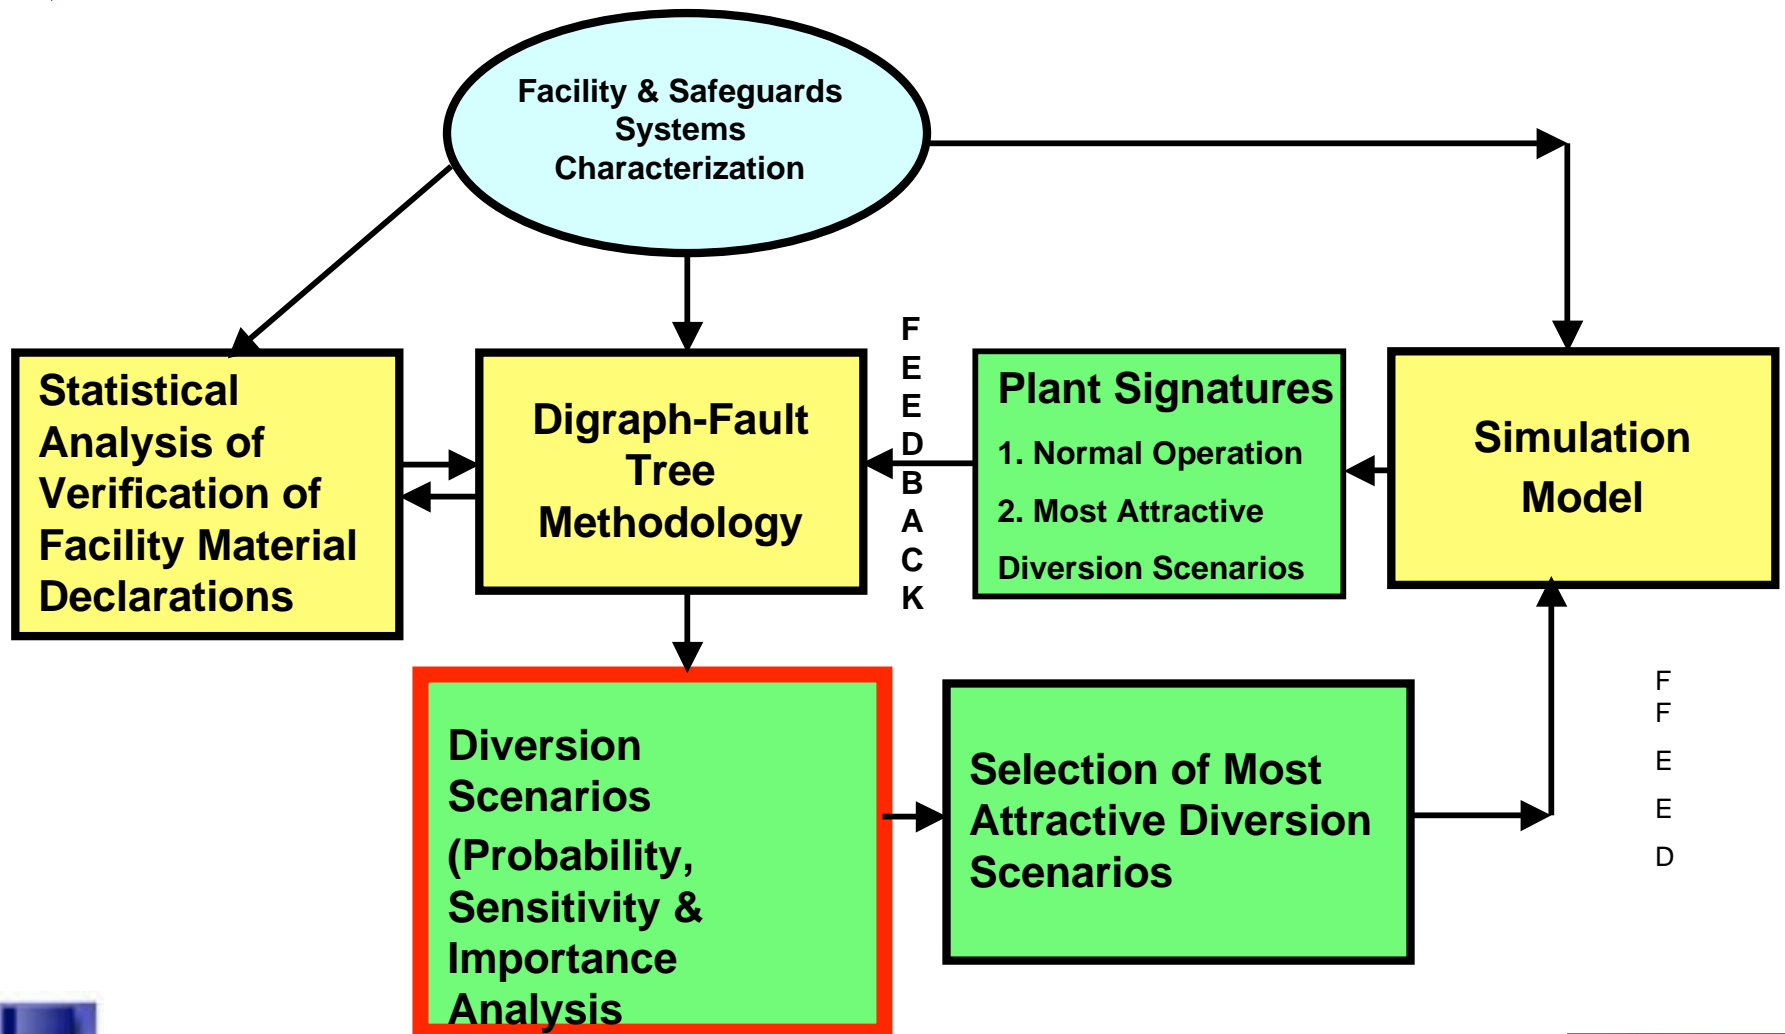 Facility & Safeguards
Systems
Characterization
Statistical
Analysis of
Verification of
Facility Material
Declarations
Digraph-Fault
Tree
Methodology
F
E
E
D
B
A
C
K
Plant Signatures
1. Normal Operation
2. Most Attractive
Diversion Scenarios
Simulation
Model
Diversion
Scenarios
(Probability,
Sensitivity &
Importance
Analysis
Selection of Most
Attractive Diversion
Scenarios
F
F
E
E
D